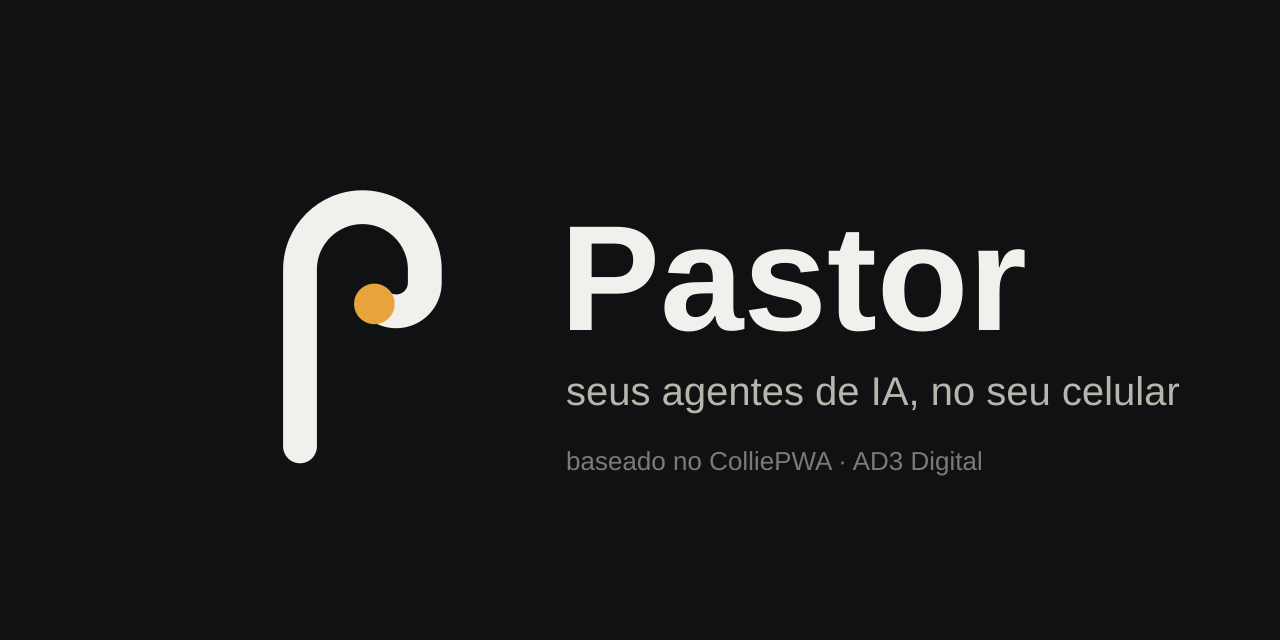 Pastor
seus agentes de IA, no seu celular
baseado no ColliePWA · AD3 Digital